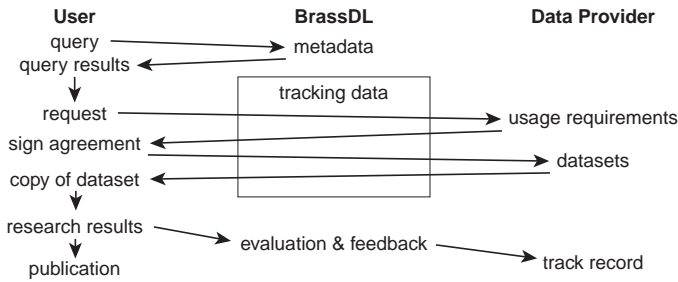 User BrassDL Data Provider
query
metadata
query results
tracking data
request
usage requirements
sign agreement
datasets
copy of dataset
research results
evaluation & feedback
track record
publication